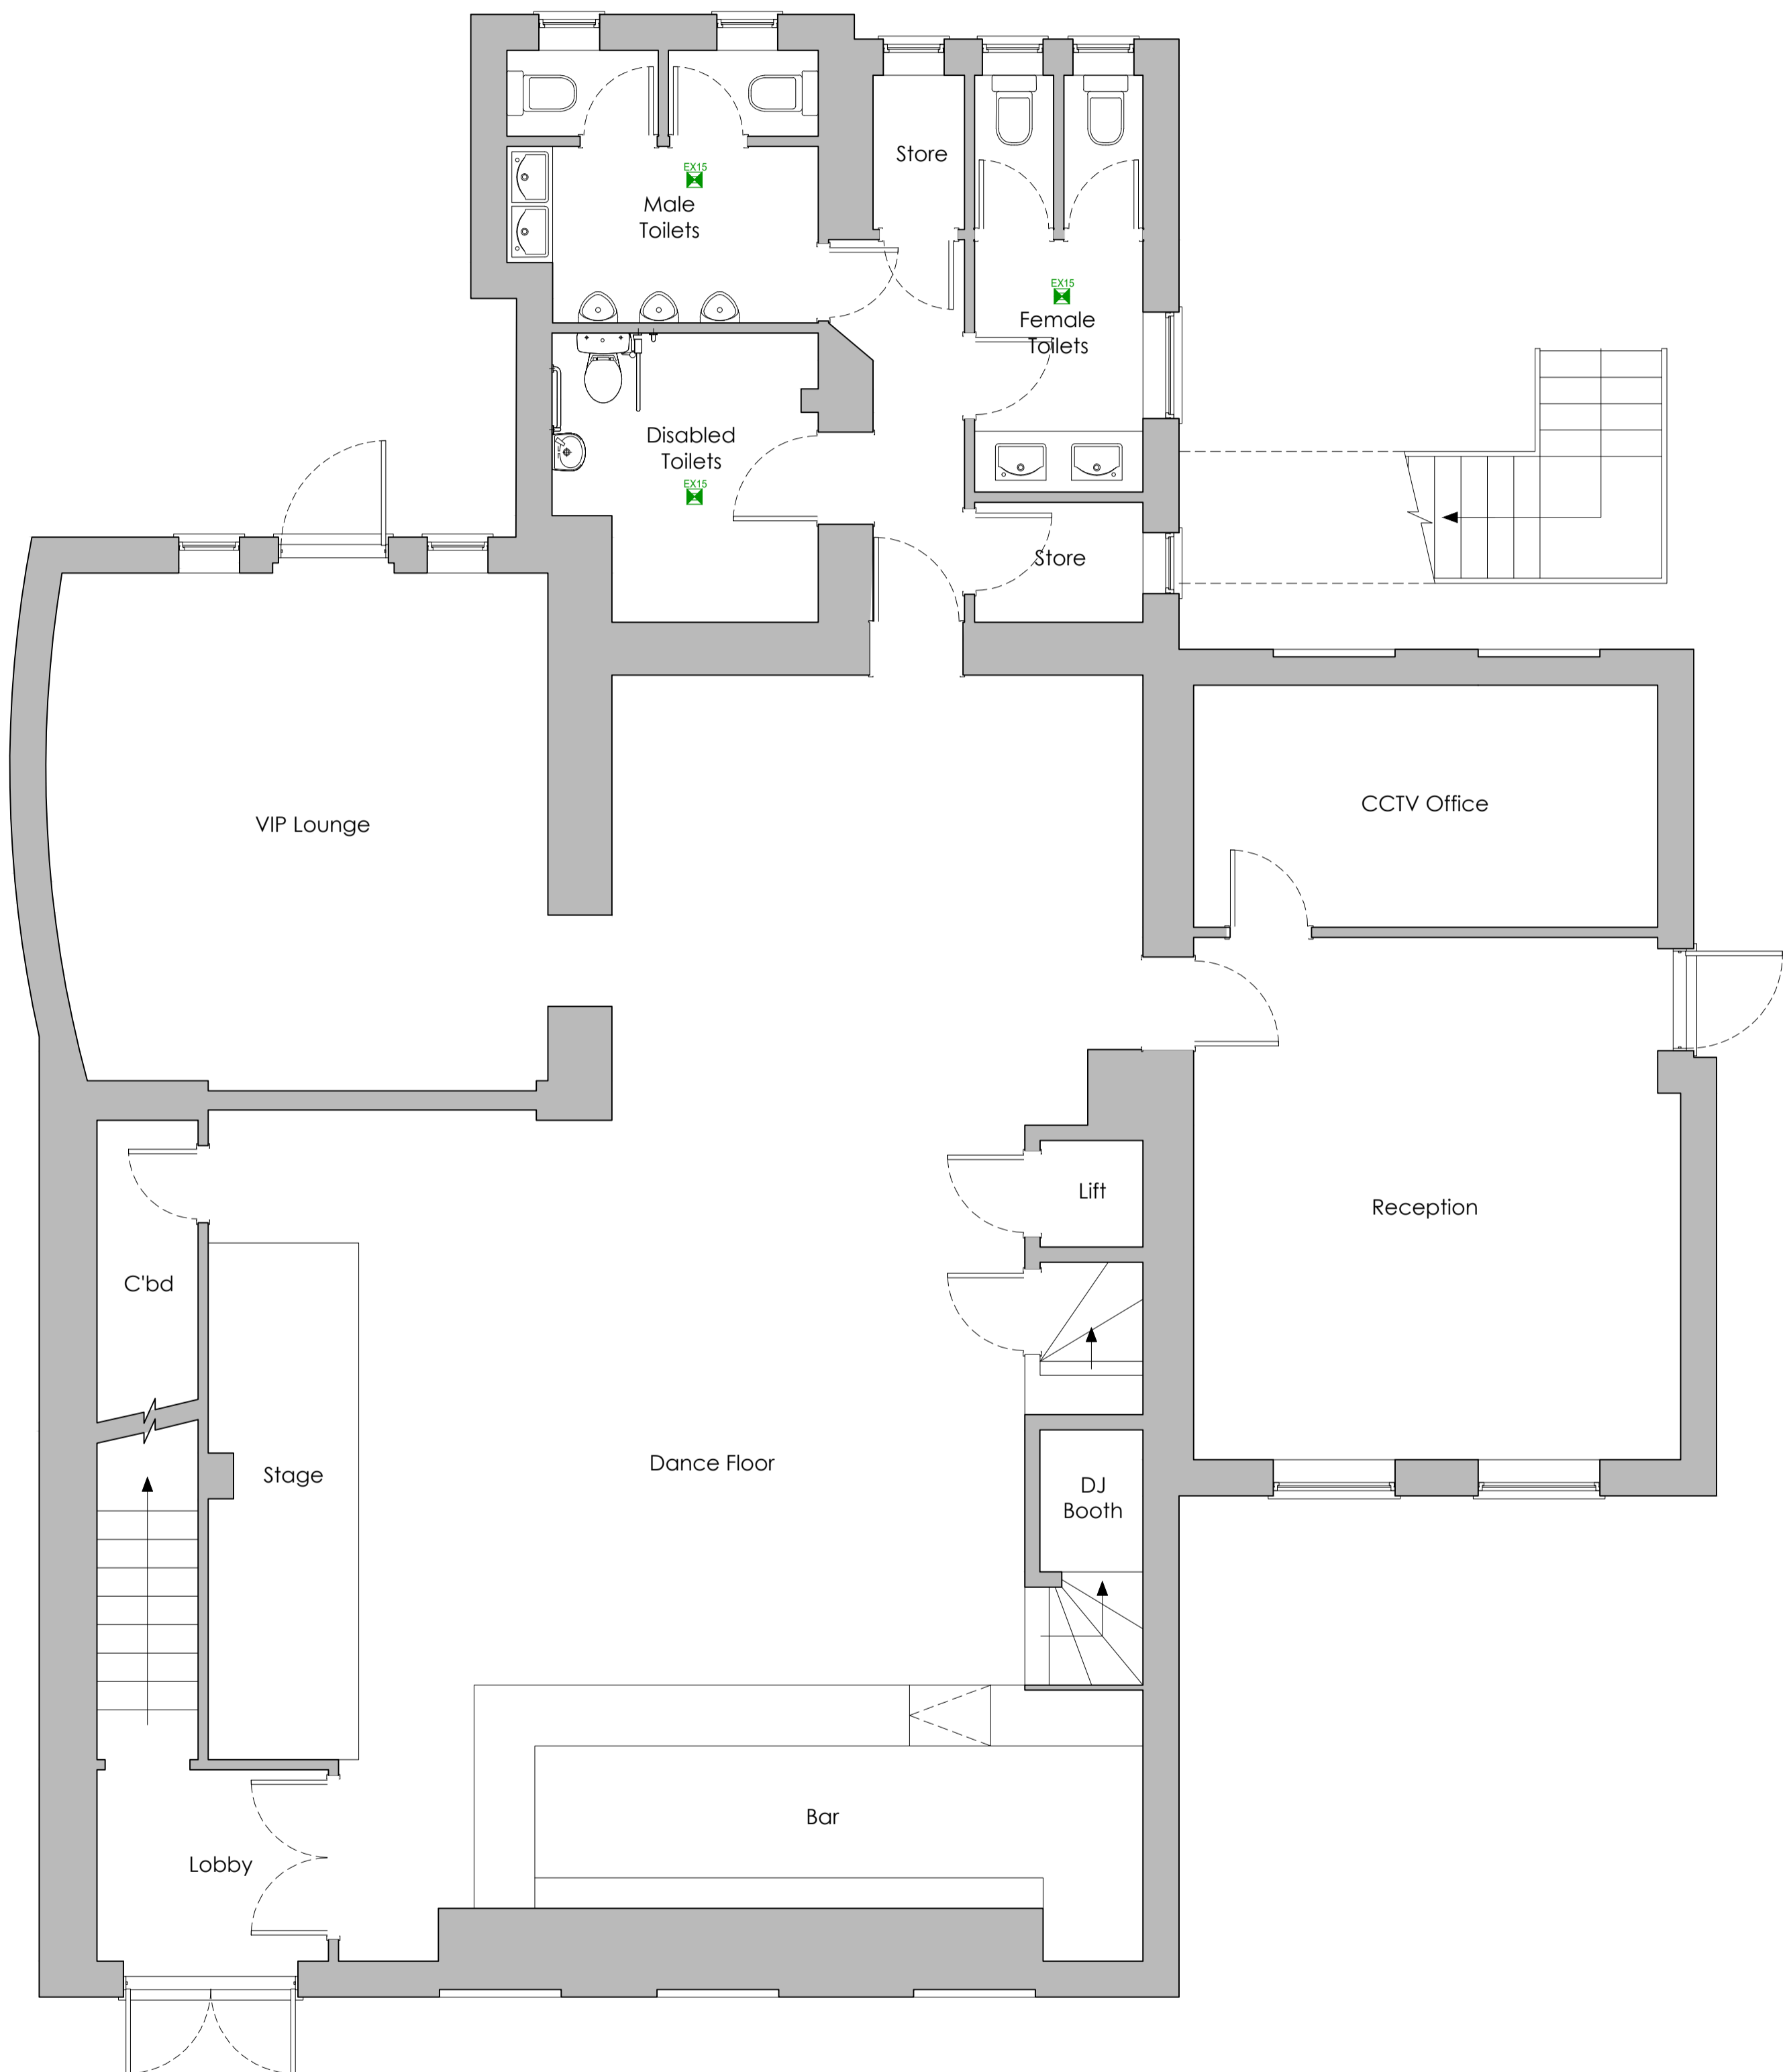 Store
EX15
Male
Toilets
EX15
Female
Toilets
Disabled
Toilets
EX15
Store
CCTV Office
VIP Lounge
Lift
Reception
C'bd
Dance Floor
Stage
DJ
Booth
Bar
Lobby